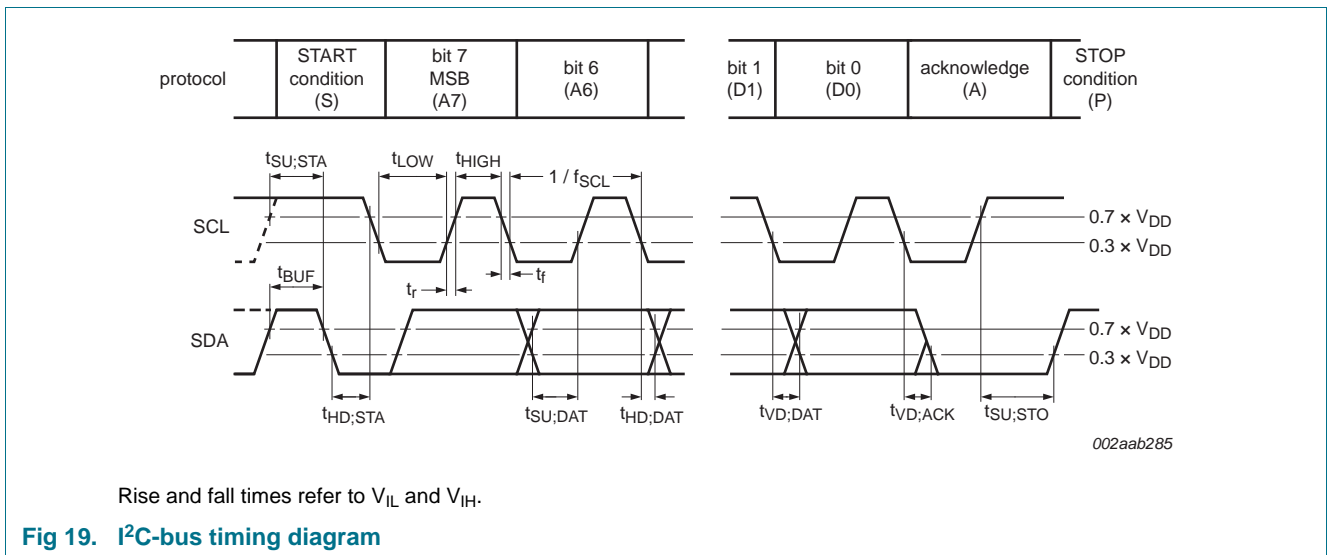 protocol
START
condition
(S)
bit 7
MSB
(A7)
bit 6
(A6)
bit 1
(D1)
bit 0
(D0)
acknowledge
(A)
STOP
condition
(P)
tSU;STA
tLOW
tHIGH
1 / fSCL
SCL
0.7 × VDD
0.3 × VDD
tBUF
tr
tf
SDA
0.7 × VDD
0.3 × VDD
tHD;STA
tSU;DAT
tHD;DAT
tVD;DAT
tVD;ACK
tSU;STO
002aab285
Rise and fall times refer to VIL and VIH.
Fig 19. I²C-bus timing diagram